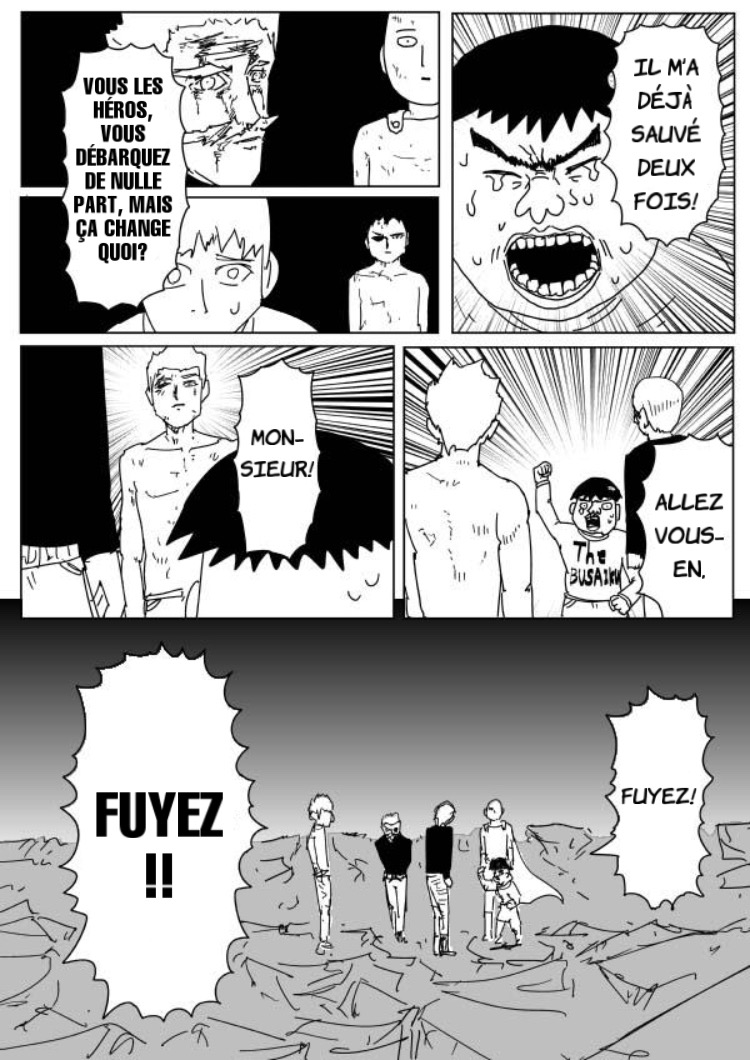 IL M'A
DÉJÀ
SAUVÉ
DEUX
FOIS!
VOUS LES
HÉROS,
VOUS
DÉBARQUEZ
DE NULLE
PART, MAIS
ÇA CHANGE
QUOI?
ALLEZ
VOUS-
EN.
The
BUSAIKU
MON-
SIEUR!
FUYEZ!
FUYEZ
!!